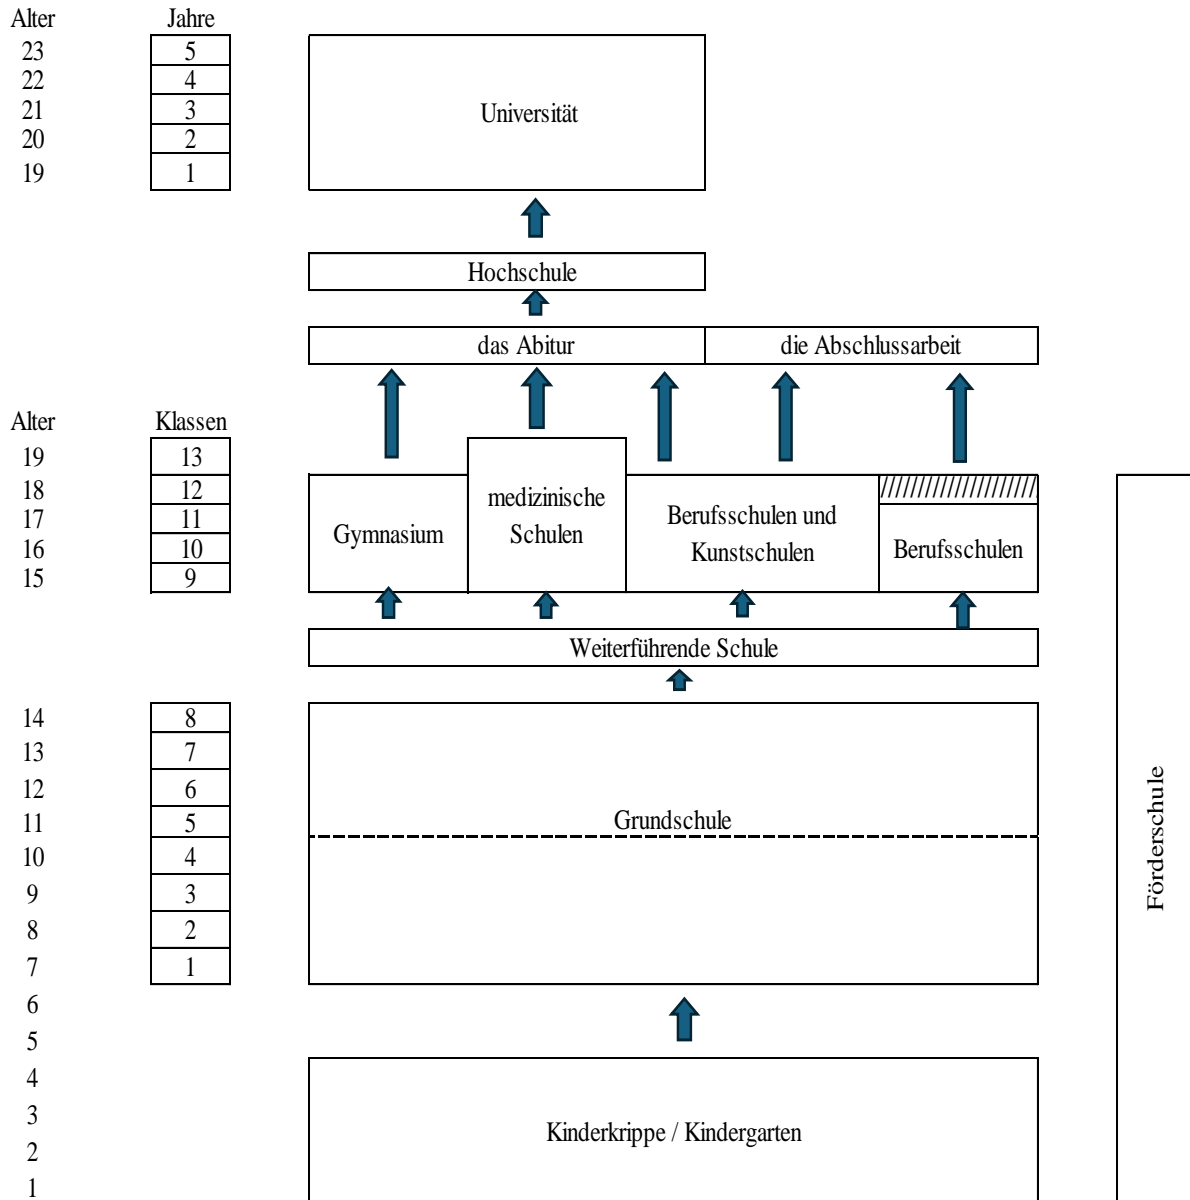 Alter Jahre
23 5
22 4
21 3
20 2
19 1
Universität
Hochschule
das Abitur die Abschlussarbeit
Alter Klassen
19 13
18 12
17 11
16 10
15 9
Gymnasium
medizinische
Schulen
Berufsschulen und
Kunstschulen
Berufsschulen
Weiterführende Schule
14 8
13 7
12 6
11 5
10 4
9 3
8 2
7 1
6
5
4
3
2
1
Grundschule
Kinderkrippe / Kindergarten
Förderschule